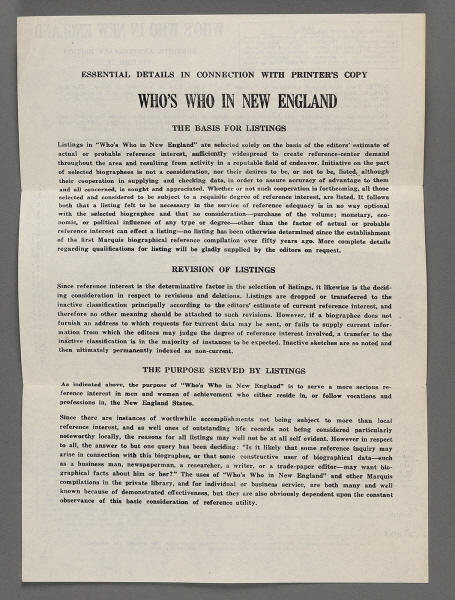 ESSENTIAL DETAILS IN CONNECTION WITH PRINTER'S COPY
WHO'S WHO IN NEW ENGLAND
THE BASIS FOR LISTINGS
Listings in "Who's Who in New England" are selected solely on the basis of the editors' estimate of
actual or probable reference interest, sufficiently widespread to create reference-center demand
throughout the area and resulting from activity in a reputable field of endeavor. Initiative on the part
of selected biographees is not a consideration, nor their desires to be, or not to be, listed, although
their cooperation in supplying and checking data, in order to assure accuracy of advantage to them
and all concerned, is sought and appreciated. Whether or not such cooperation is forthcoming, all those
selected and considered to be subject to a requisite degree of reference interest, are listed. It follows
both that a listing felt to be necessary in the service of reference adequacy is in no way optional
with the selected biographee and that no consideration—purchase of the volume; monetary, eco-
nomic, or political influence of any type or degree—other than the factor of actual or probable
reference interest can effect a listing—no listing has been otherwise determined since the establishment
of the first Marquis biographical reference compilation over fifty years ago. More complete details
regarding qualifications for listing will be gladly supplied by the editors on request.
REVISION OF LISTINGS
Since reference interest is the determinative factor in the selection of listings, it likewise is the decid-
ing consideration in respect to revisions and deletions. Listings are dropped or transferred to the
inactive classification principally according to the editors' estimate of current reference interest, and
therefore no other meaning should be attached to such revisions. However, if a biographee does not
furnish an address to which requests for current data may be sent, or fails to supply current infor-
mation from which the editors may judge the degree of reference interest involved, a transfer to the
inactive classification is in the majority of instances to be expected. Inactive sketches are so noted and
then ultimately permanently indexed as non-current.
THE PURPOSE SERVED BY LISTINGS
As indicated above, the purpose of "Who's Who in New England" is to serve a more serious re-
ference interest in men and women of achievement who either reside in, or follow vocations and
professions in, the New England States.
Since there are instances of worthwhile accomplishments not being subject to more than local
reference interest, and as well ones of outstanding life records not being considered particularly
noteworthy locally, the reasons for all listings may well not be at all self evident. However in respect
to all, the answer to but one query has been deciding: "Is it likely that some reference inquiry may
arise in connection with this biographee, or that some constructive user of biographical data—such
as a business man, newspaperman, a researcher, a writer, or a trade-paper editor—may want bio-
graphical facts about him or her?" The uses of "Who's Who in New England" and other Marquis
compilations in the private library, and for individual or business service, are both many and well
known because of demonstrated effectiveness, but they are also obviously dependent upon the constant
observance of this basic consideration of reference utility.